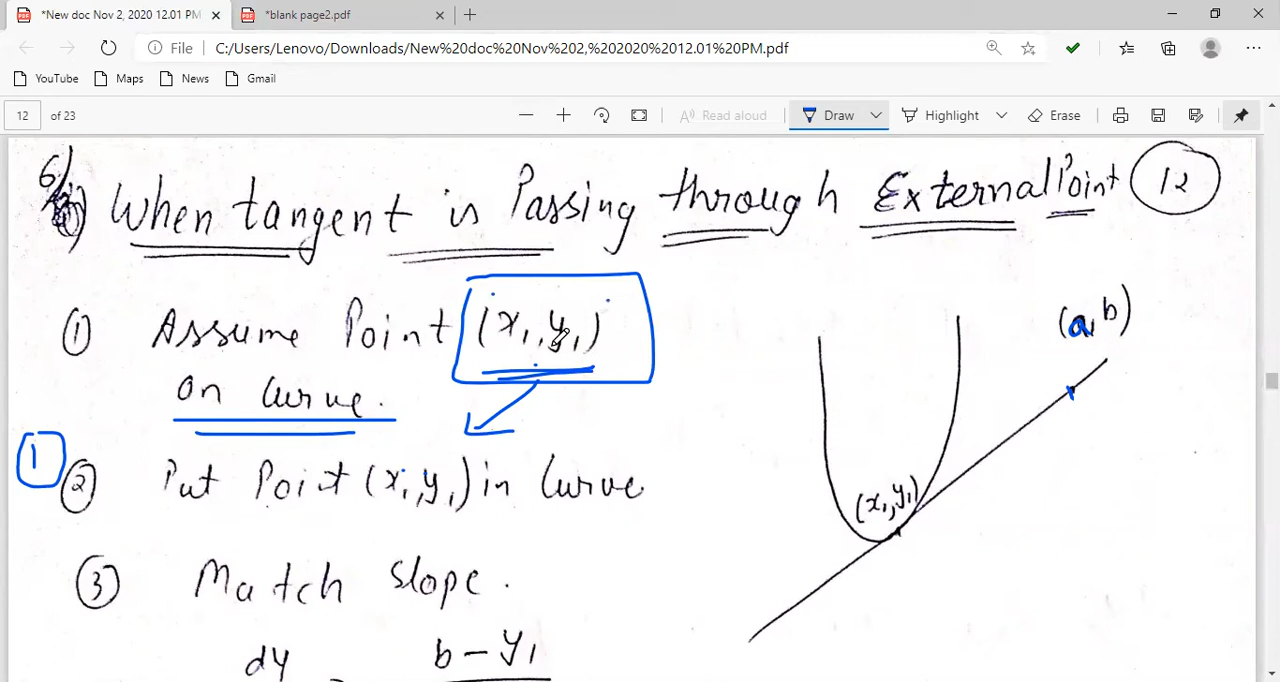 *New doc Nov 2, 2020 12.01 PM.pdf
*blank page2.pdf
File
C:/Users/Lenovo/Downloads/New%20doc%20Nov%202,%202020%2012.01%20PM.pdf
YouTube Maps News Gmail
12 of 23 Read aloud Draw Highlight Erase
6) When tangent is Passing through External Point 12
① Assume Point (x₁, y₁)
On Curve.
(a, b)
1
② Put Point (x₁, y₁) in Curve
(x₁, y₁)
③ Match slope.
dy = b - y₁